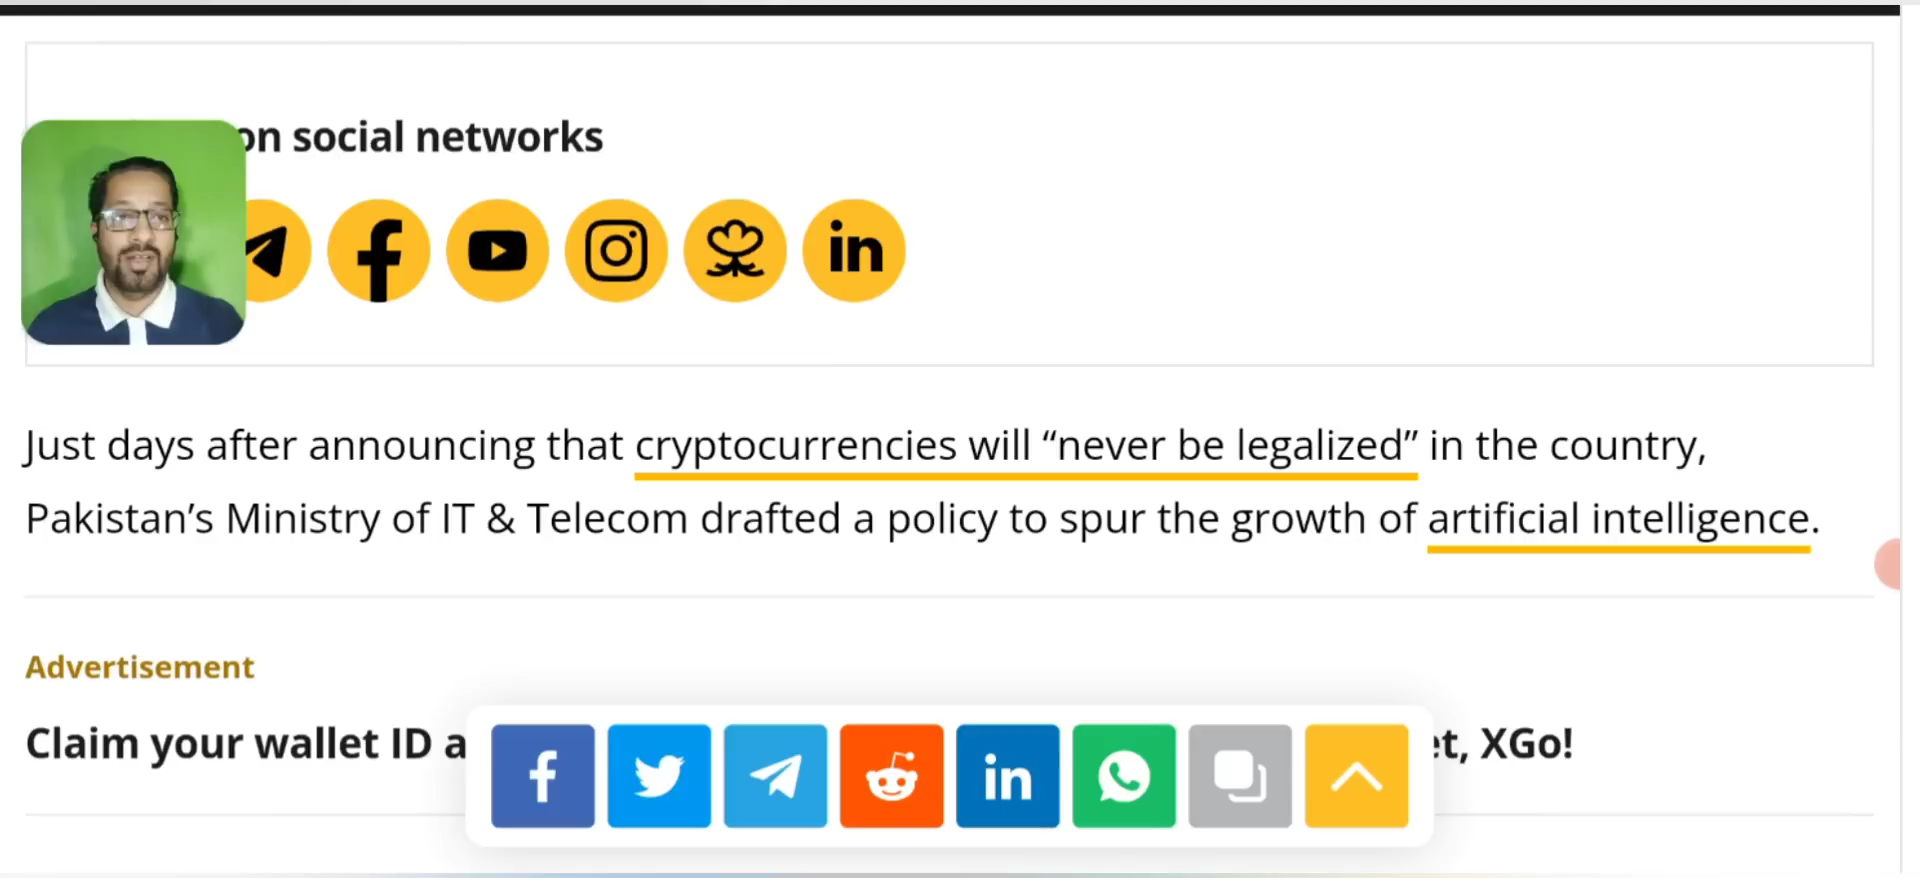 on social networks
Just days after announcing that cryptocurrencies will “never be legalized” in the country,
Pakistan’s Ministry of IT & Telecom drafted a policy to spur the growth of artificial intelligence.
Advertisement
Claim your wallet ID a
et, XGo!